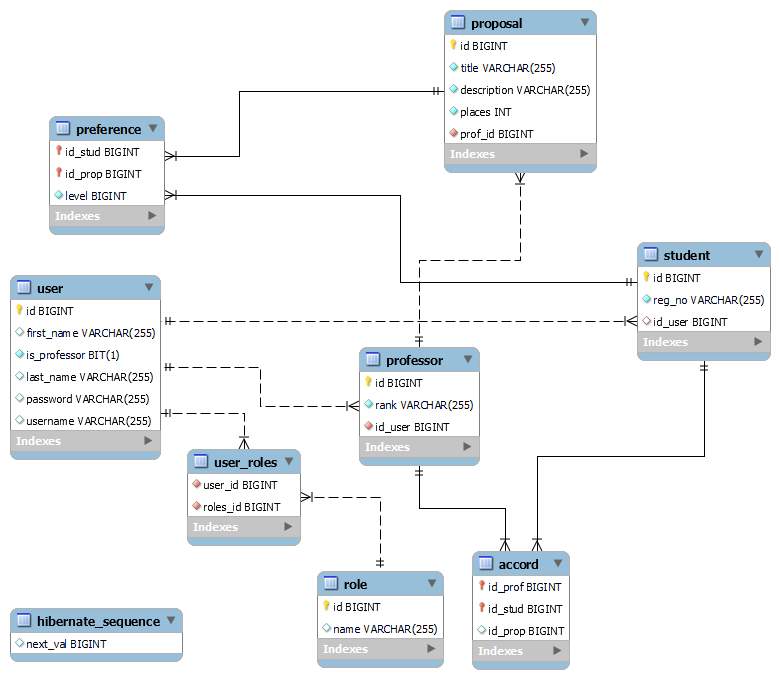 proposal
id BIGINT
title VARCHAR(255)
description VARCHAR(255)
places INT
prof_id BIGINT
Indexes
preference
id_stud BIGINT
id_prop BIGINT
level BIGINT
Indexes
student
id BIGINT
reg_no VARCHAR(255)
id_user BIGINT
Indexes
user
id BIGINT
first_name VARCHAR(255)
is_professor BIT(1)
last_name VARCHAR(255)
password VARCHAR(255)
username VARCHAR(255)
Indexes
professor
id BIGINT
rank VARCHAR(255)
id_user BIGINT
Indexes
user_roles
user_id BIGINT
roles_id BIGINT
Indexes
accord
id_prof BIGINT
id_stud BIGINT
id_prop BIGINT
Indexes
role
id BIGINT
name VARCHAR(255)
Indexes
hibernate_sequence
next_val BIGINT